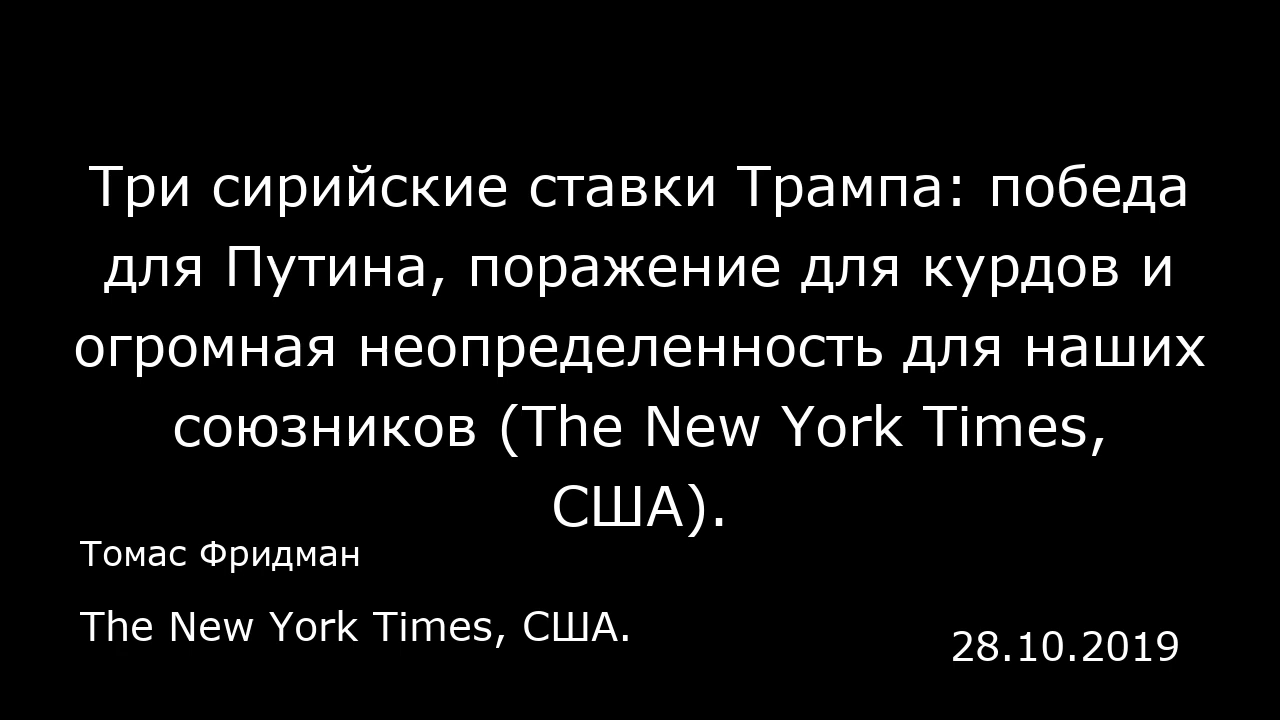 Три сирийские ставки Трампа: победа
для Путина, поражение для курдов и
огромная неопределенность для наших
союзников (The New York Times,
США).
Томас Фридман
The New York Times, США.
28.10.2019